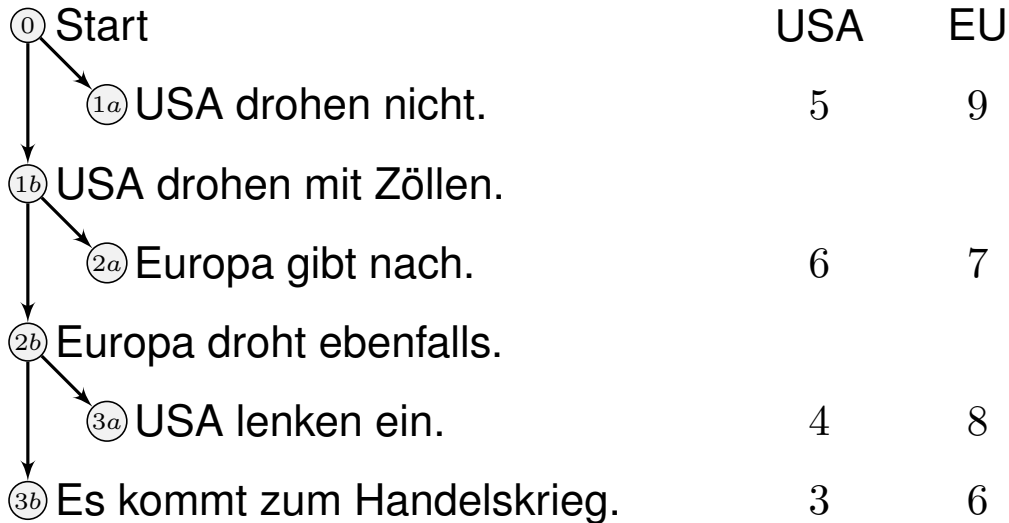 0 Start USA EU
1a USA drohen nicht. 5 9
1b USA drohen mit Zöllen.
2a Europa gibt nach. 6 7
2b Europa droht ebenfalls.
3a USA lenken ein. 4 8
3b Es kommt zum Handelskrieg. 3 6